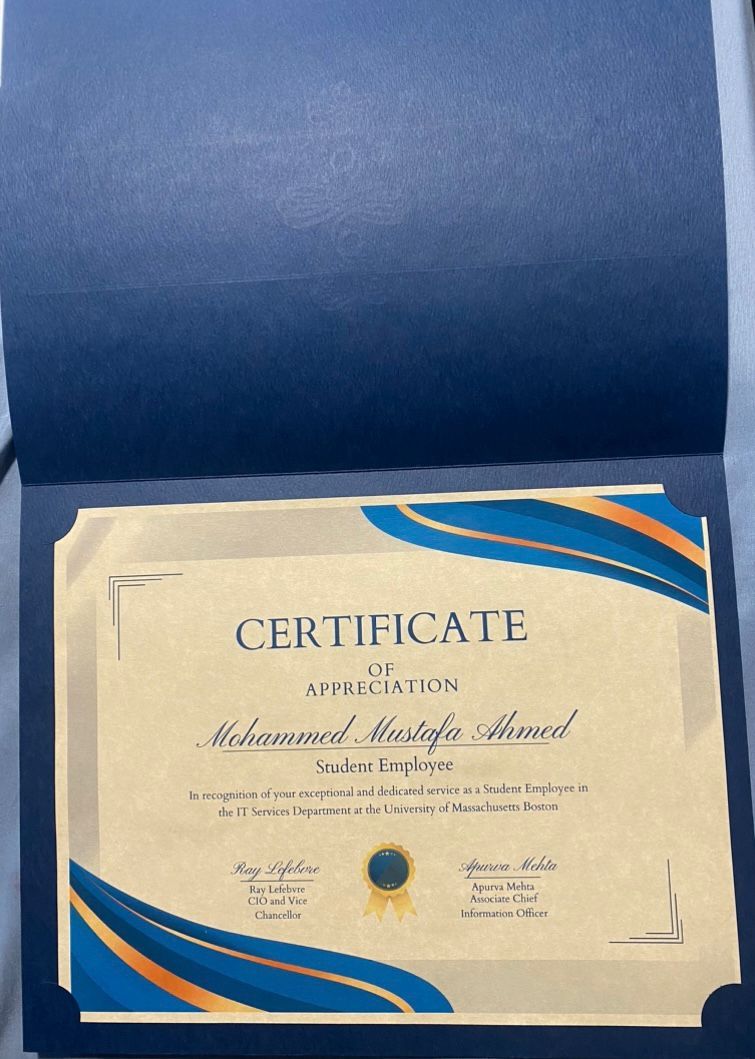 CERTIFICATE
OF
APPRECIATION
Mohammed Mustafa Ahmed
Student Employee
In recognition of your exceptional and dedicated service as a Student Employee in
the IT Services Department at the University of Massachusetts Boston
Ray Lefebvre
Ray Lefebvre
CIO and Vice
Chancellor
Apurva Mehta
Apurva Mehta
Associate Chief
Information Officer